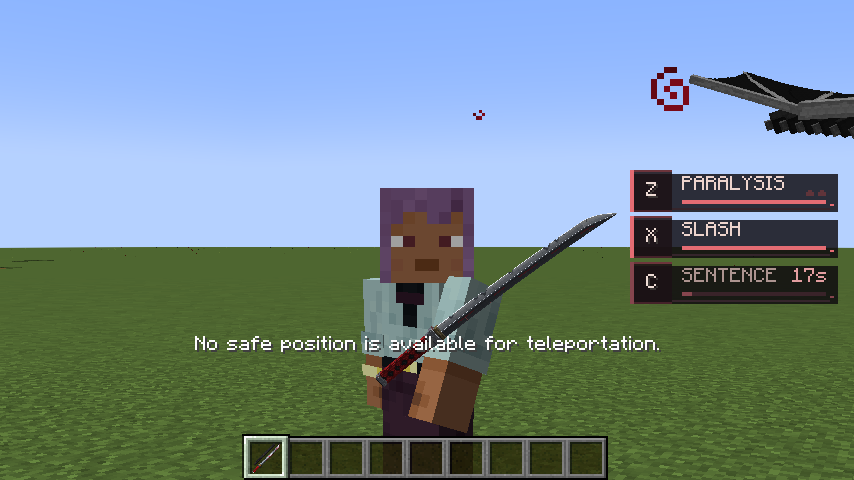 Z PARALYSIS
X SLASH
C SENTENCE 17s
No safe position is available for teleportation.